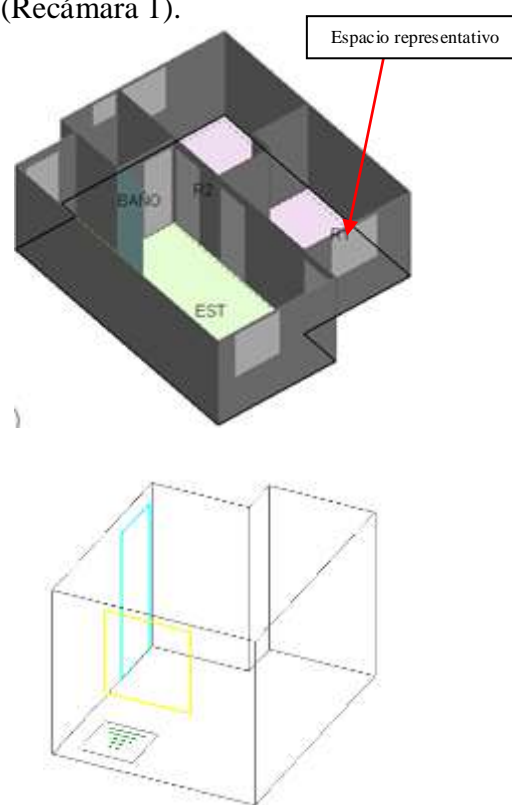 (Recámara 1).
Espacio representativo
BAÑO
R2
R1
EST
)